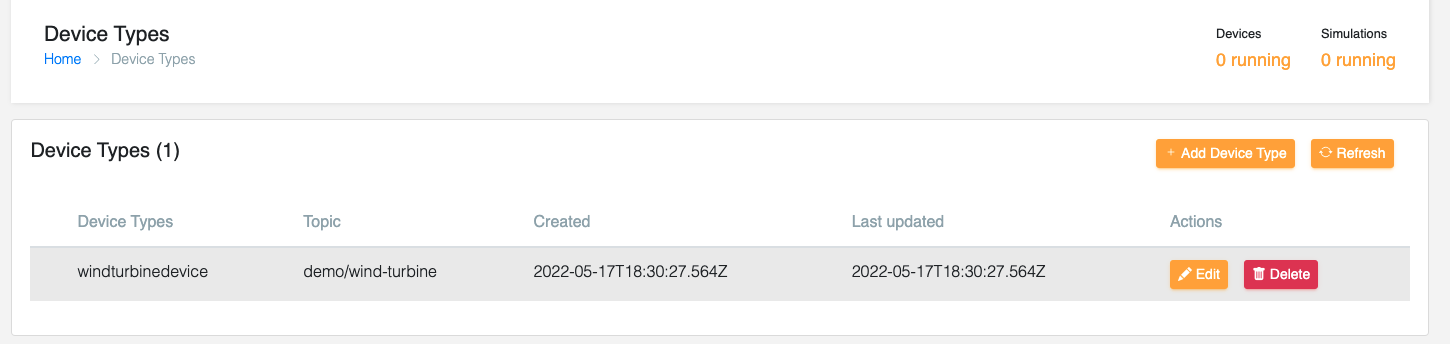 Device Types
Home > Device Types
Devices
0 running
Simulations
0 running
Device Types (1)
+ Add Device Type
Refresh
Device Types Topic Created Last updated Actions
windturbinedevice demo/wind-turbine 2022-05-17T18:30:27.564Z 2022-05-17T18:30:27.564Z Edit Delete